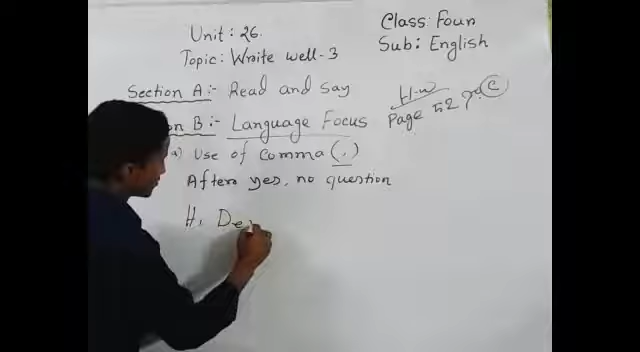 Unit: 26.
Topic: Write well-3
Class: Four
Sub: English
Section A:- Read and say
H.W
Page 52 C
on B:- Language Focus
a) Use of comma (,)
After yes, no question
H, De